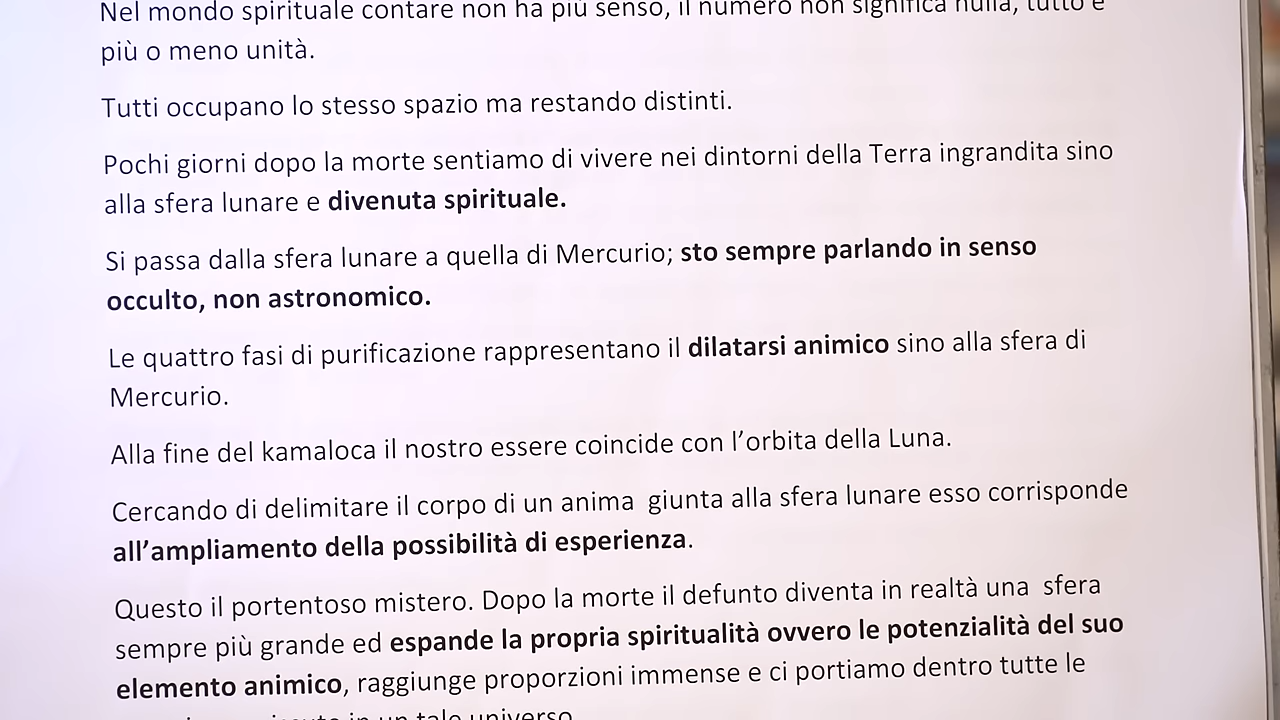 Nel mondo spirituale contare non ha più senso, il numero non significa nulla, tutto è
più o meno unità.
Tutti occupano lo stesso spazio ma restando distinti.
Pochi giorni dopo la morte sentiamo di vivere nei dintorni della Terra ingrandita sino
alla sfera lunare e divenuta spirituale.
Si passa dalla sfera lunare a quella di Mercurio; sto sempre parlando in senso
occulto, non astronomico.
Le quattro fasi di purificazione rappresentano il dilatarsi animico sino alla sfera di
Mercurio.
Alla fine del kamaloca il nostro essere coincide con l’orbita della Luna.
Cercando di delimitare il corpo di un anima  giunta alla sfera lunare esso corrisponde
all’ampliamento della possibilità di esperienza.
Questo il portentoso mistero. Dopo la morte il defunto diventa in realtà una  sfera
sempre più grande ed espande la propria spiritualità ovvero le potenzialità del suo
elemento animico, raggiunge proporzioni immense e ci portiamo dentro tutte le
in un tale universo